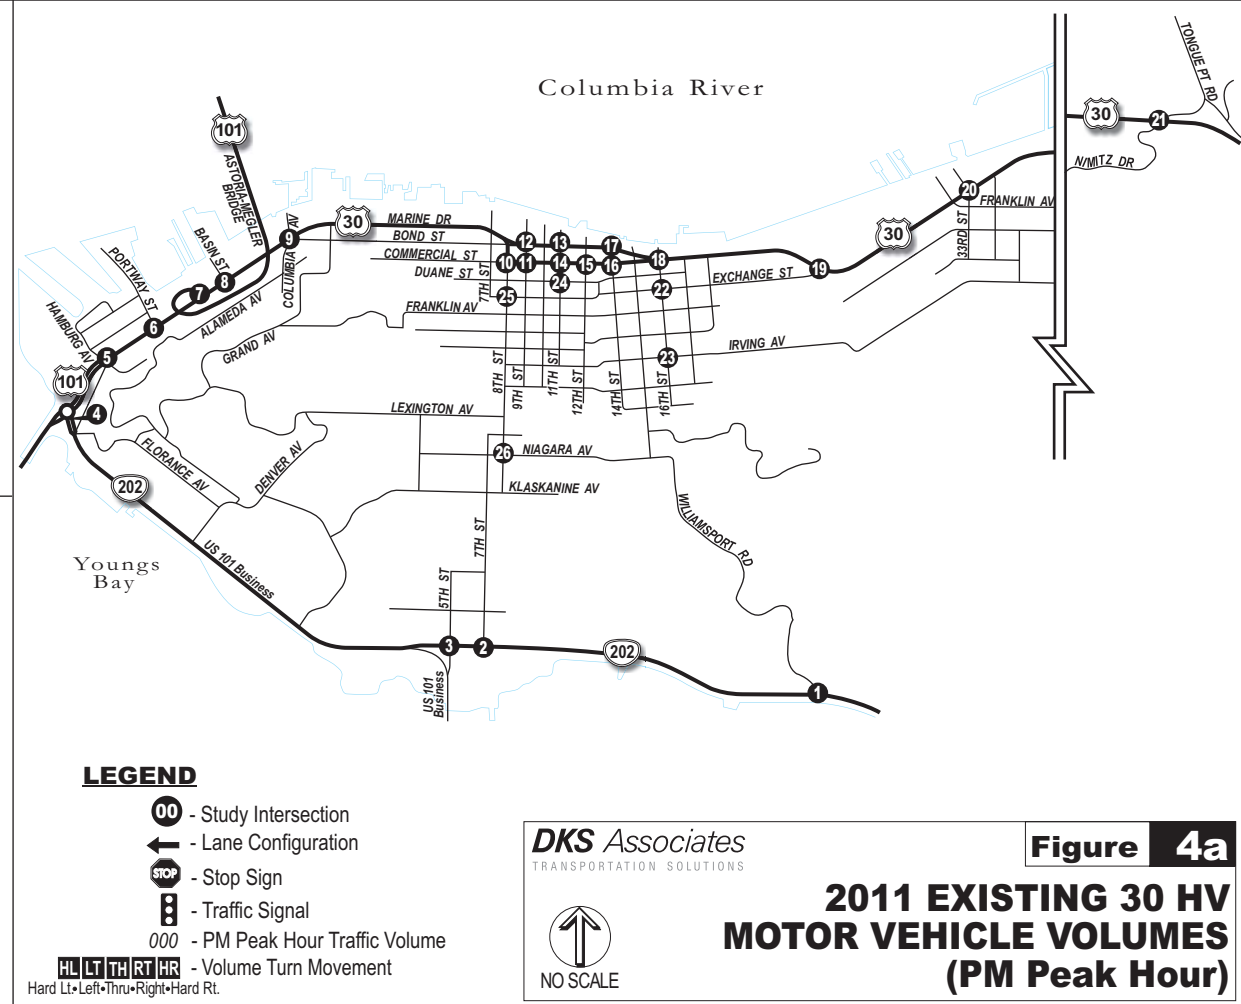 Columbia River
TONGUE PT RD
101
30
21
ASTORIA-MEGLER
BRIDGE
N/MITZ DR
20
FRANKLIN AV
COLUMBIA AV
30
MARINE DR
BASIN ST
9
BOND ST
12
13
17
30
33RD ST
PORTWAY ST
COMMERCIAL ST
10
11
14
15
16
18
19
8
DUANE ST
7TH ST
24
22
EXCHANGE ST
7
25
HAMBURG AV
6
ALAMEDA AV
FRANKLIN AV
GRAND AV
5
23
IRVING AV
101
8TH ST
9TH ST
11TH ST
12TH ST
14TH ST
16TH ST
4
LEXINGTON AV
FLORANCE AV
DENVER AV
26
NIAGARA AV
202
KLASKANINE AV
WILLIAMSPORT RD
7TH ST
Youngs
Bay
US 101 Business
5TH ST
3
2
202
US 101
Business
1
LEGEND
00 - Study Intersection
- Lane Configuration
STOP - Stop Sign
- Traffic Signal
000 - PM Peak Hour Traffic Volume
HL LT TH RT HR - Volume Turn Movement
Hard Lt•Left•Thru•Right•Hard Rt.
DKS Associates
TRANSPORTATION SOLUTIONS
Figure 4a
2011 EXISTING 30 HV
MOTOR VEHICLE VOLUMES
(PM Peak Hour)
NO SCALE